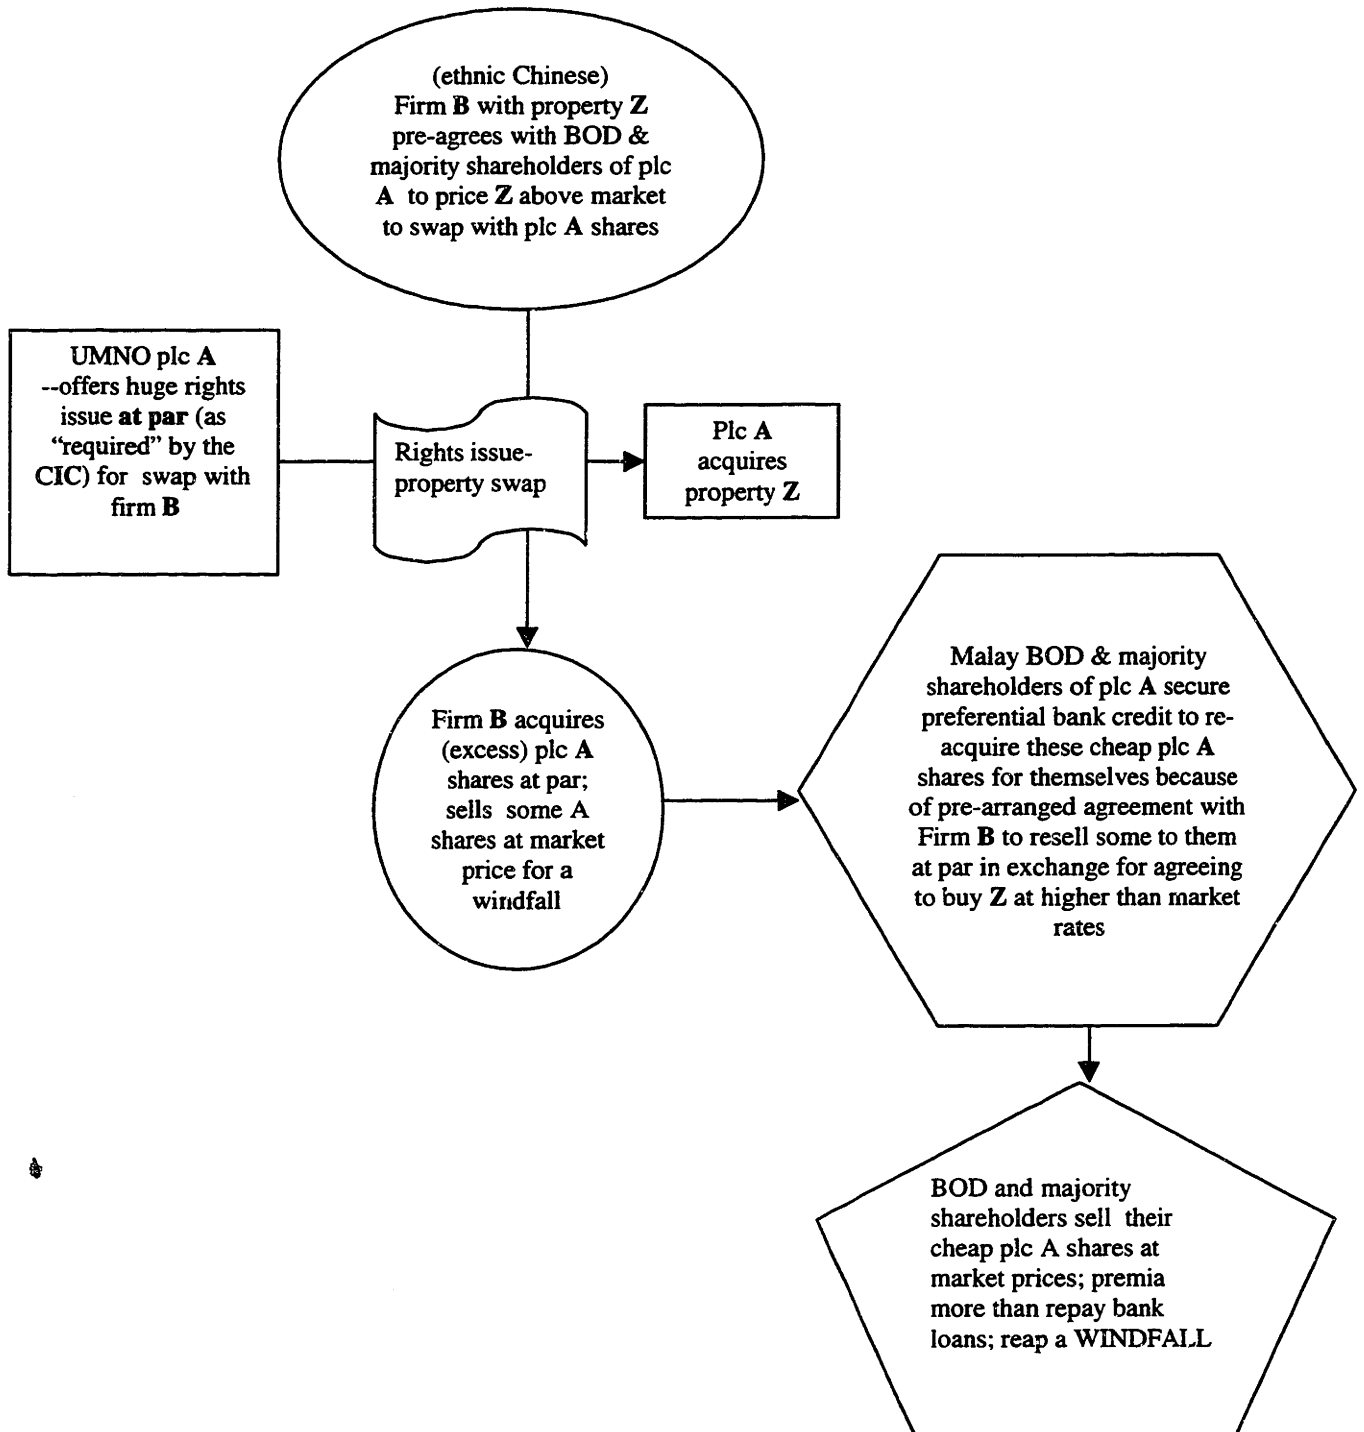 (ethnic Chinese)
Firm B with property Z
pre-agrees with BOD &
majority shareholders of plc
A to price Z above market
to swap with plc A shares
UMNO plc A
--offers huge rights
issue at par (as
“required” by the
CIC) for swap with
firm B
Rights issue-
property swap
Plc A
acquires
property Z
Firm B acquires
(excess) plc A
shares at par;
sells some A
shares at market
price for a
windfall
Malay BOD & majority
shareholders of plc A secure
preferential bank credit to re-
acquire these cheap plc A
shares for themselves because
of pre-arranged agreement with
Firm B to resell some to them
at par in exchange for agreeing
to buy Z at higher than market
rates
BOD and majority
shareholders sell their
cheap plc A shares at
market prices; premia
more than repay bank
loans; reap a WINDFALL